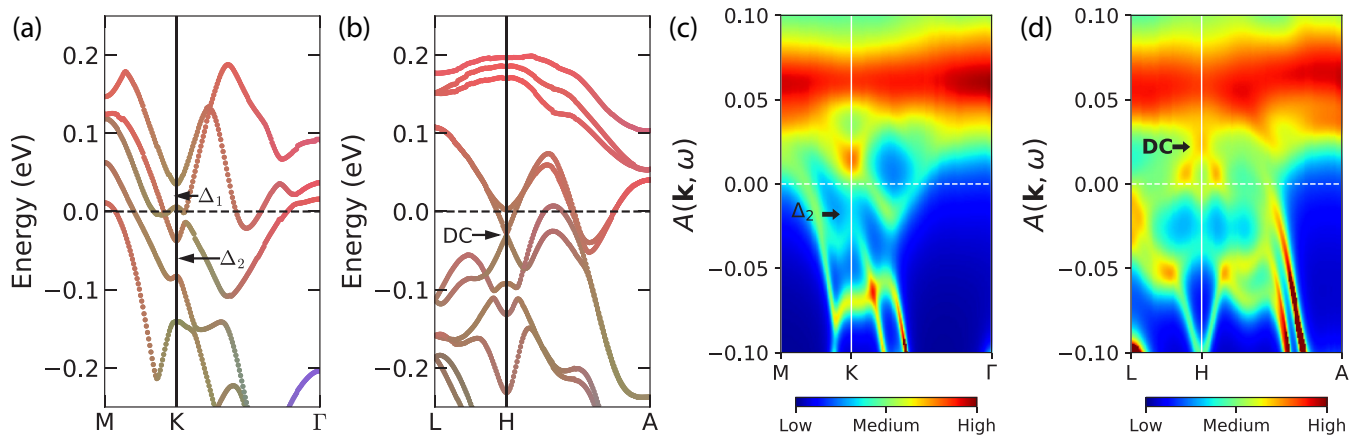 (a)
Energy (eV)
0.2
0.1
0.0
−0.1
−0.2
Δ1
Δ2
M
K
Γ
(b)
Energy (eV)
0.2
0.1
0.0
−0.1
−0.2
DC
L
H
A
(c)
A(k, ω)
0.10
0.05
0.00
−0.05
−0.10
Δ2
M
K
Γ
Low
Medium
High
(d)
A(k, ω)
0.10
0.05
0.00
−0.05
−0.10
DC
L
H
A
Low
Medium
High